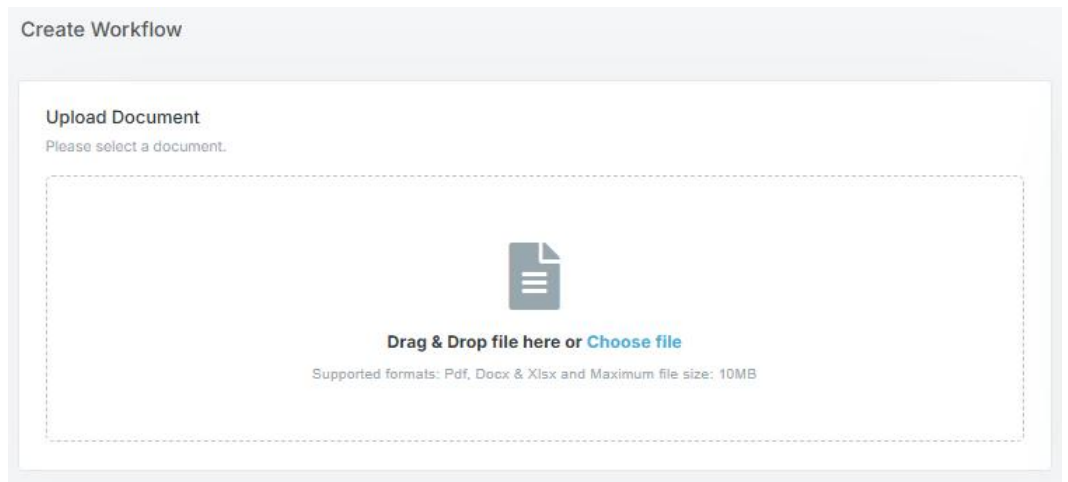 Create Workflow
Upload Document
Please select a document.
Drag & Drop file here or Choose file
Supported formats: Pdf, Docx & Xlsx and Maximum file size: 10MB